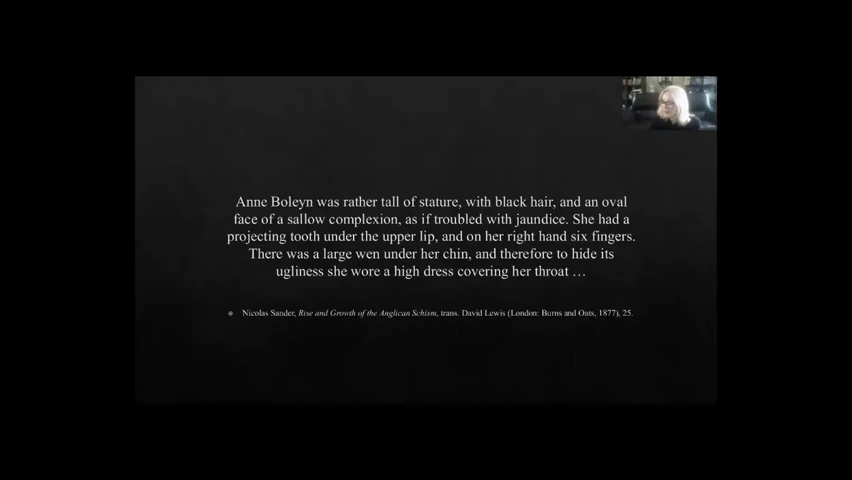 Anne Boleyn was rather tall of stature, with black hair, and an oval
face of a sallow complexion, as if troubled with jaundice. She had a
projecting tooth under the upper lip, and on her right hand six fingers.
There was a large wen under her chin, and therefore to hide its
ugliness she wore a high dress covering her throat …
Nicolas Sander, Rise and Growth of the Anglican Schism, trans. David Lewis (London: Burns and Oats, 1877), 25.